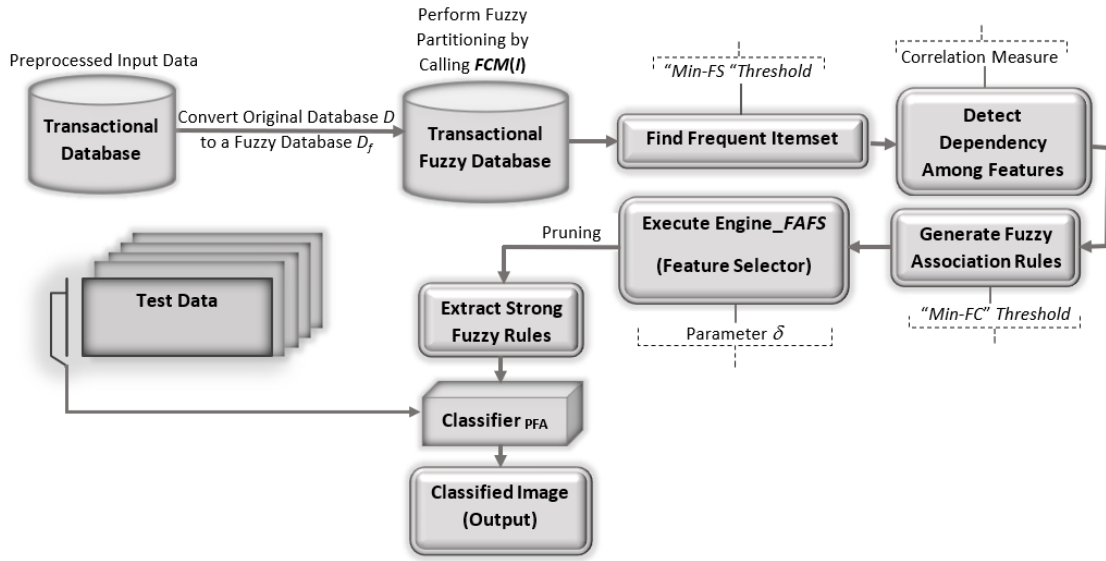 Preprocessed Input Data
Transactional
Database
Convert Original Database D
to a Fuzzy Database Df
Perform Fuzzy
Partitioning by
Calling FCM(I)
Transactional
Fuzzy Database
“Min-FS “Threshold
Find Frequent Itemset
Correlation Measure
Detect
Dependency
Among Features
Generate Fuzzy
Association Rules
“Min-FC” Threshold
Execute Engine_FAFS
(Feature Selector)
Parameter δ
Pruning
Extract Strong
Fuzzy Rules
Test Data
Classifier PFA
Classified Image
(Output)